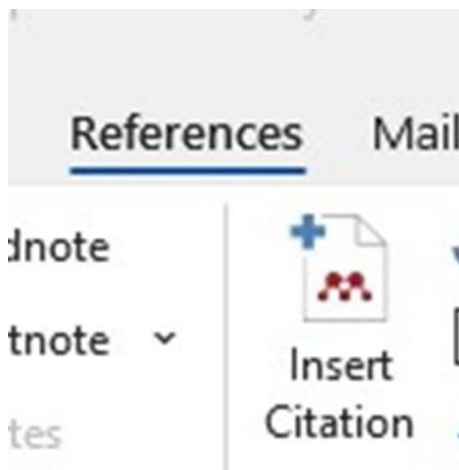 References Mail
dnote
tnote
tes
Insert
Citation